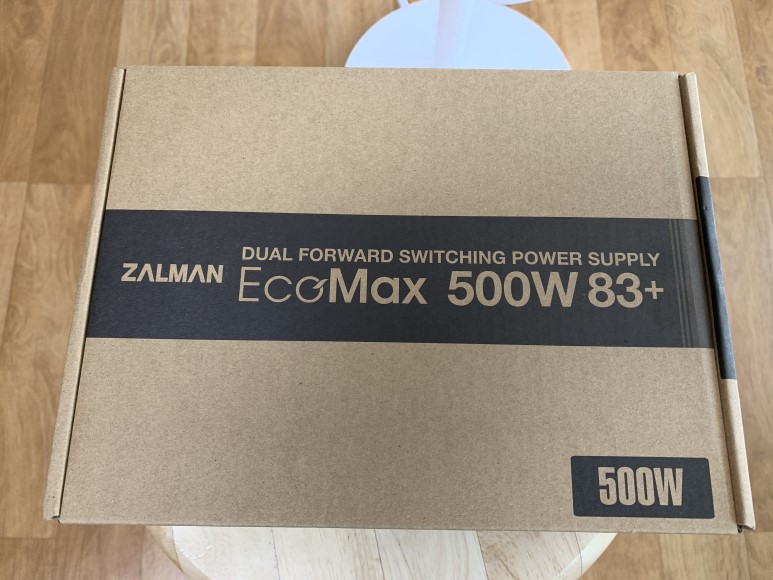 DUAL FORWARD SWITCHING POWER SUPPLY
ZALMAN EcoMax 500W 83+
500W